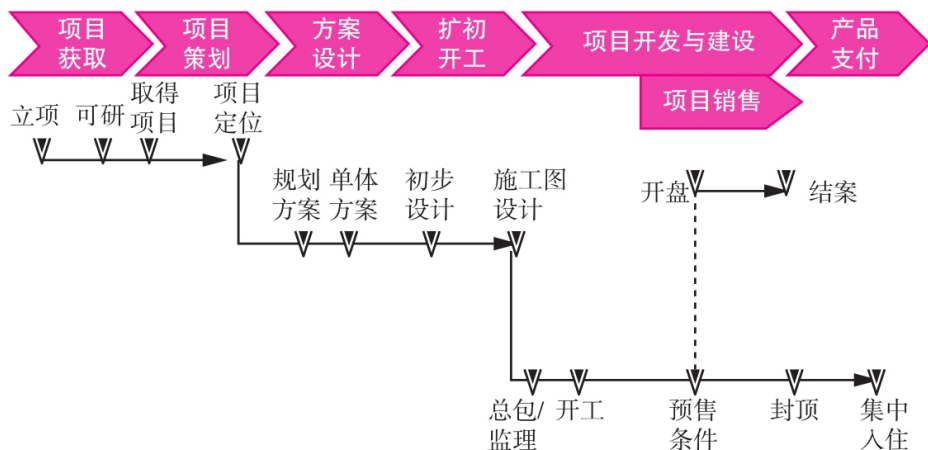 项目
获取
项目
策划
方案
设计
扩初
开工
项目开发与建设
产品
支付
项目销售
立项
可研
取得
项目
项目
定位
规划
方案
单体
方案
初步
设计
施工图
设计
开盘
结案
总包/
监理
开工
预售
条件
封顶
集中
入住